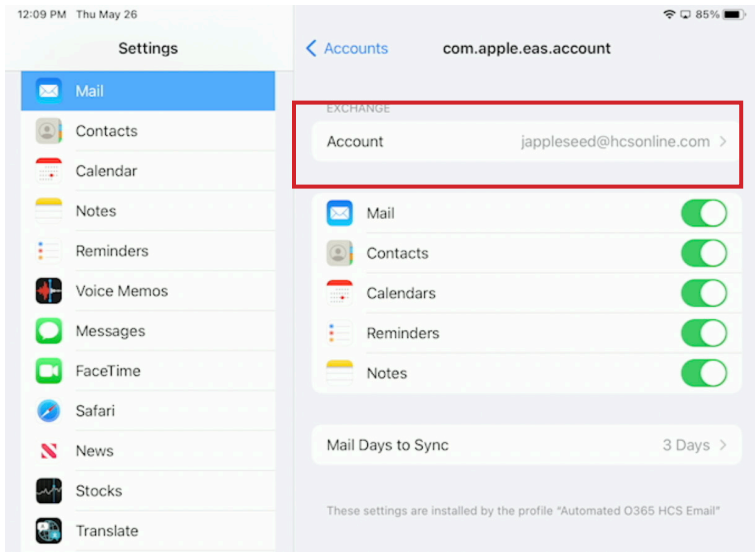 12:09 PM Thu May 26
85%
Settings
Mail
Contacts
Calendar
Notes
Reminders
Voice Memos
Messages
FaceTime
Safari
News
Stocks
Translate
Accounts
com.apple.eas.account
EXCHANGE
Account jappleseed@hcsonline.com
Mail
Contacts
Calendars
Reminders
Notes
Mail Days to Sync 3 Days
These settings are installed by the profile “Automated O365 HCS Email”